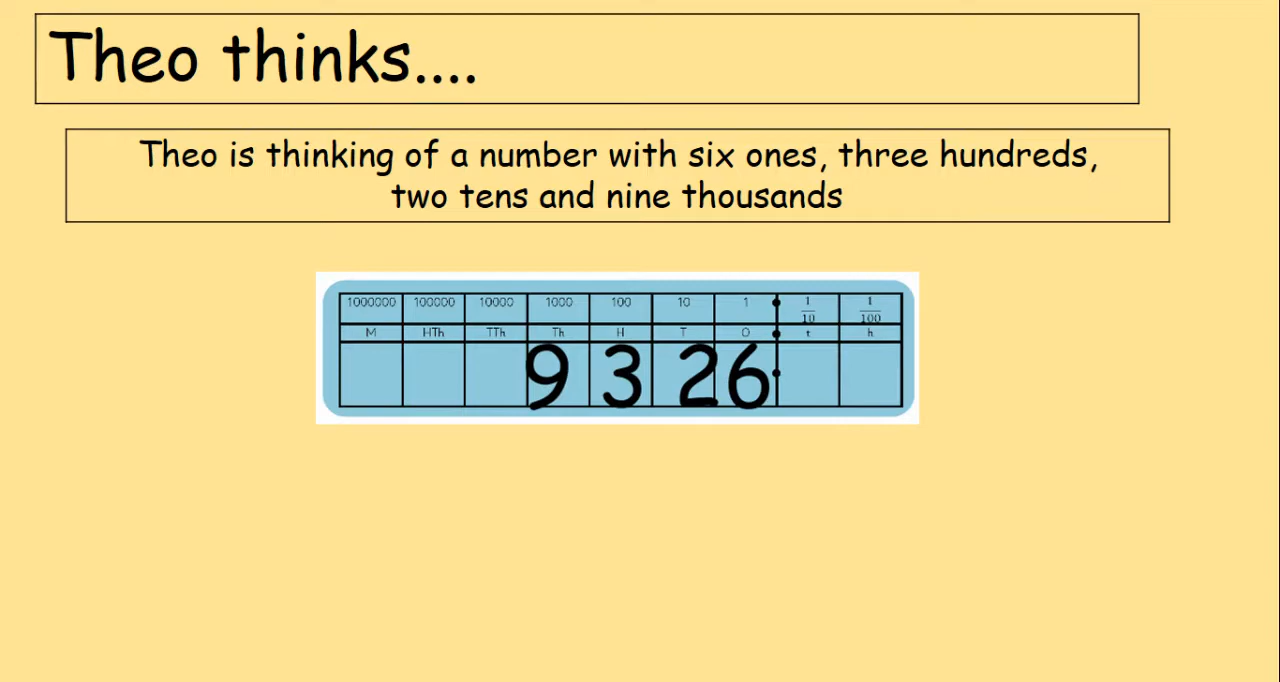 Theo thinks....
Theo is thinking of a number with six ones, three hundreds,
two tens and nine thousands
1000000 100000 10000 1000 100 10 1 1/10 1/100
M HTh TTh Th H T O t h
9 3 2 6